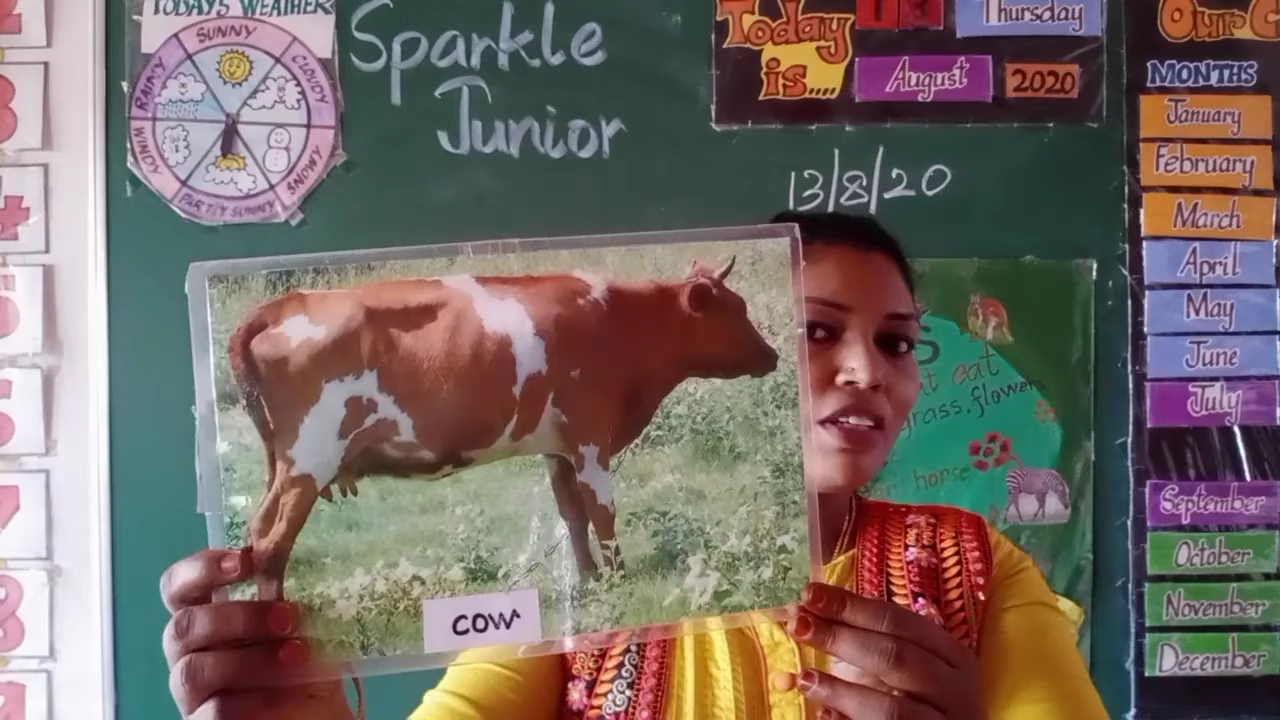 TODAYS WEATHER
SUNNY
CLOUDY
SNOWY
PARTLY SUNNY
WINDY
RAINY
Sparkle
Junior
Today
is....
13
Thursday
August
2020
13/8/20
eat
grass, flowers
horse
cow
MONTHS
January
February
March
April
May
June
July
September
October
November
December